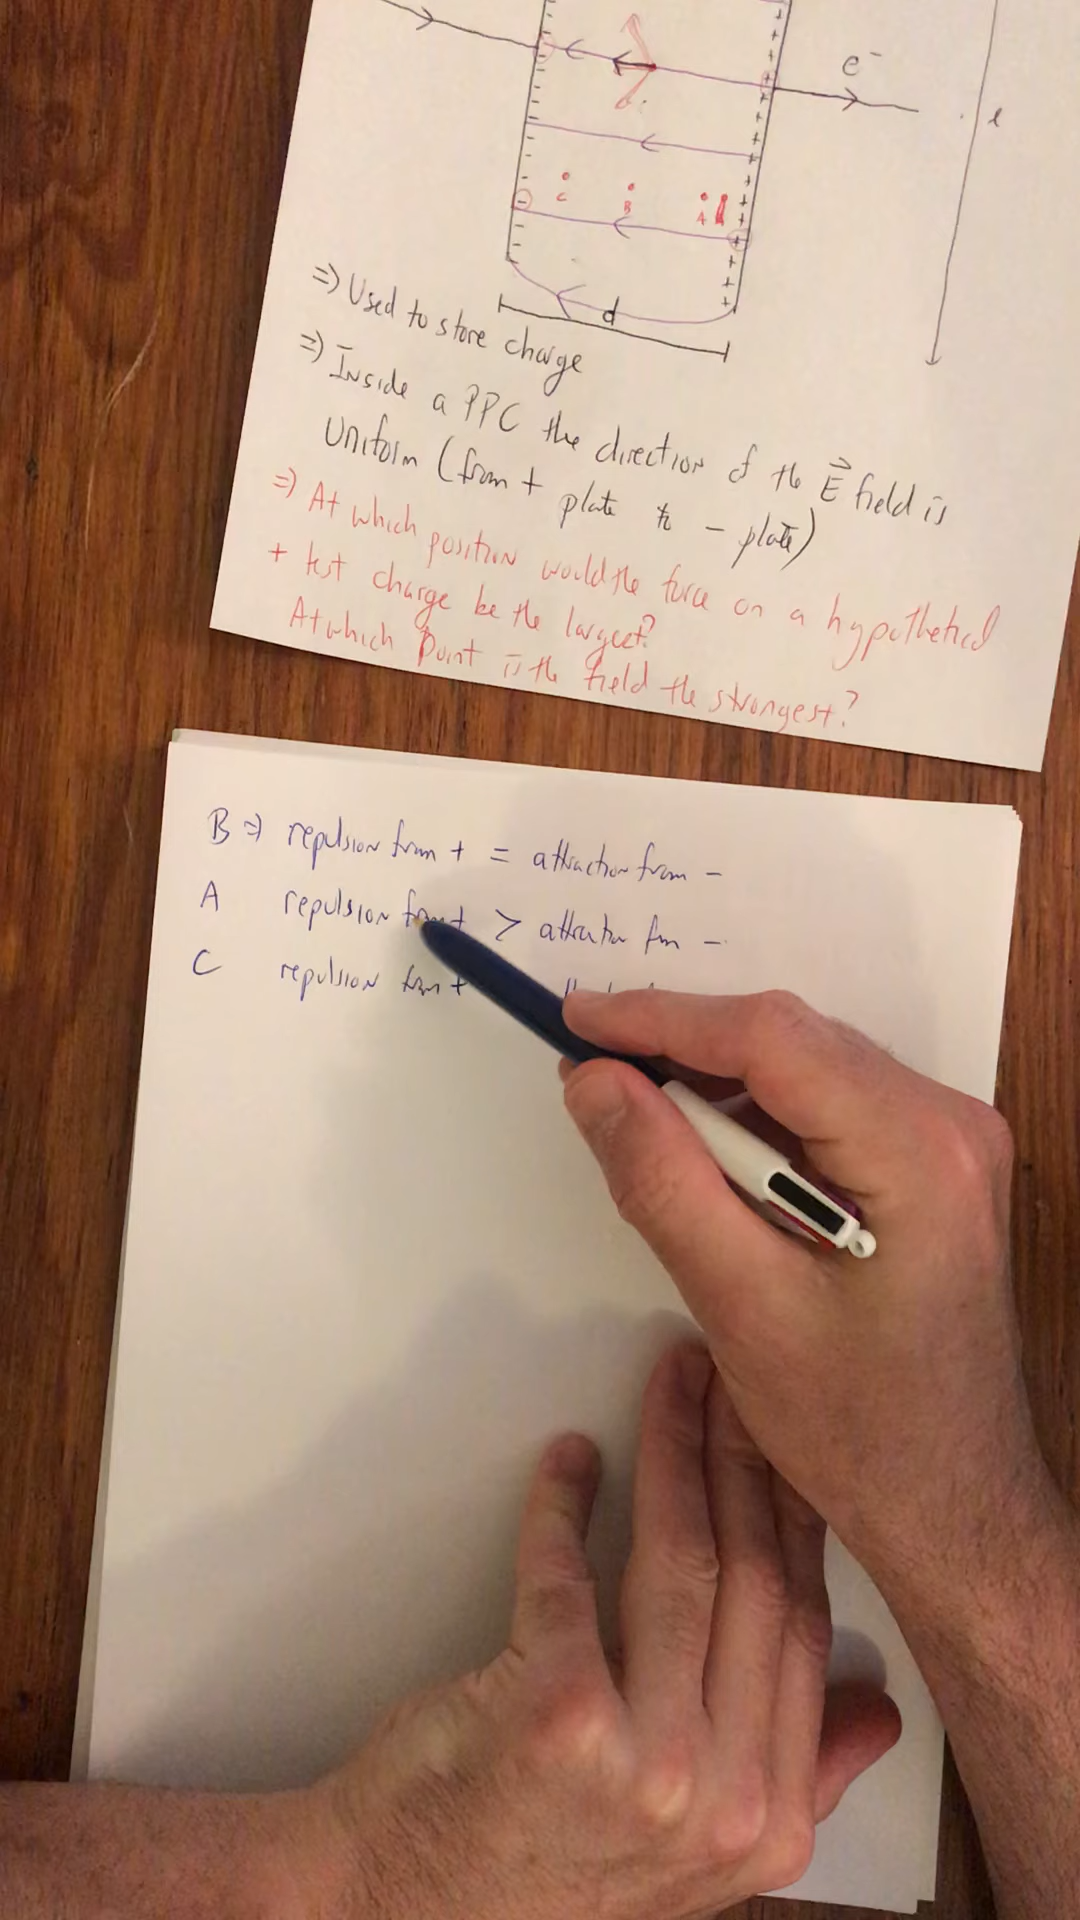 e⁻
l
C B A
d
=> Used to store charge
=> Inside a PPC the direction of the E⃗ field is
uniform (from + plate to - plate)
=> At which position would the force on a hypothetical
+ test charge be the largest?
At which point is the field the strongest?
B => repulsion from + = attraction from -
A repulsion from + > attraction from -
C repulsion from +